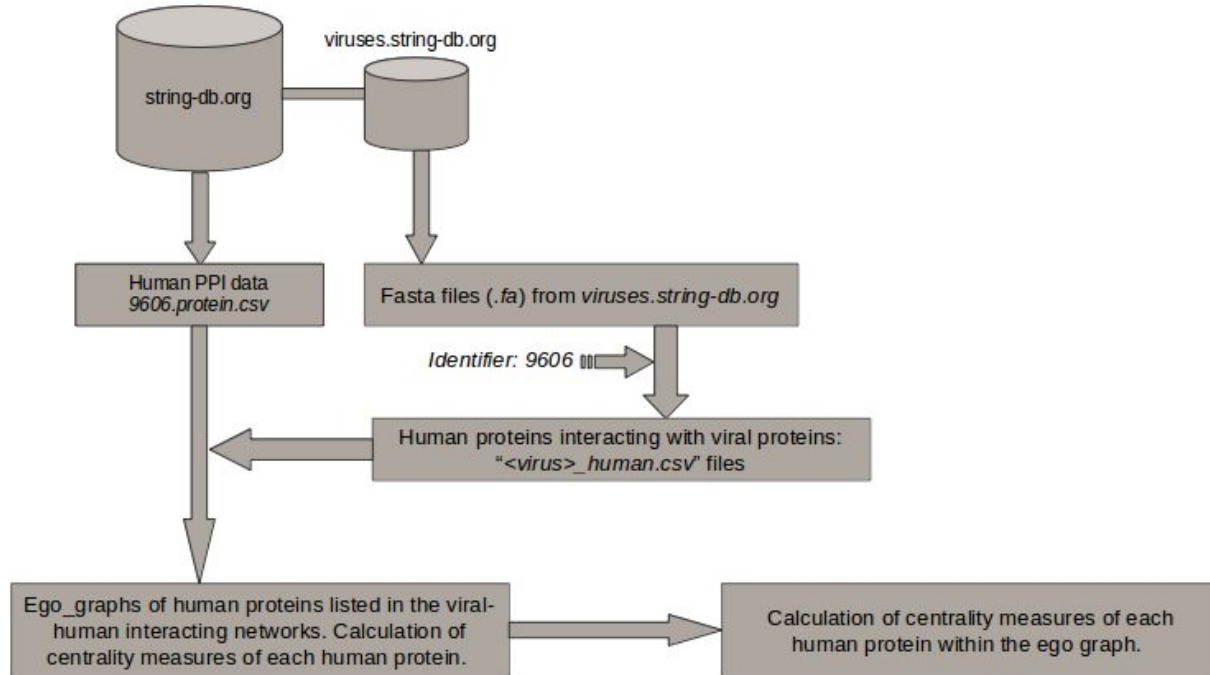 viruses.string-db.org
string-db.org
Human PPI data
9606.protein.csv
Fasta files (.fa) from viruses.string-db.org
Identifier: 9606
Human proteins interacting with viral proteins:
“<virus>_human.csv” files
Ego_graphs of human proteins listed in the viral-
human interacting networks. Calculation of
centrality measures of each human protein.
Calculation of centrality measures of each
human protein within the ego graph.